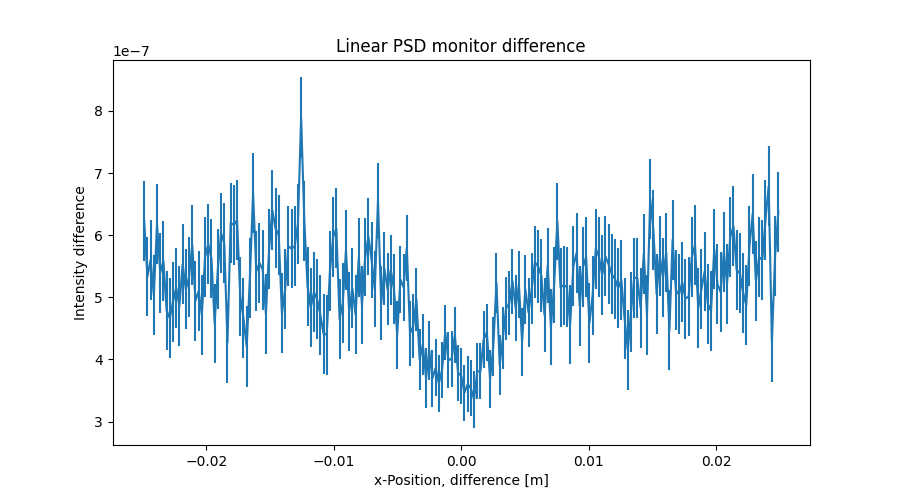 Linear PSD monitor difference
1e−7
8
7
6
5
4
3
Intensity difference
−0.02 −0.01 0.00 0.01 0.02
x-Position, difference [m]